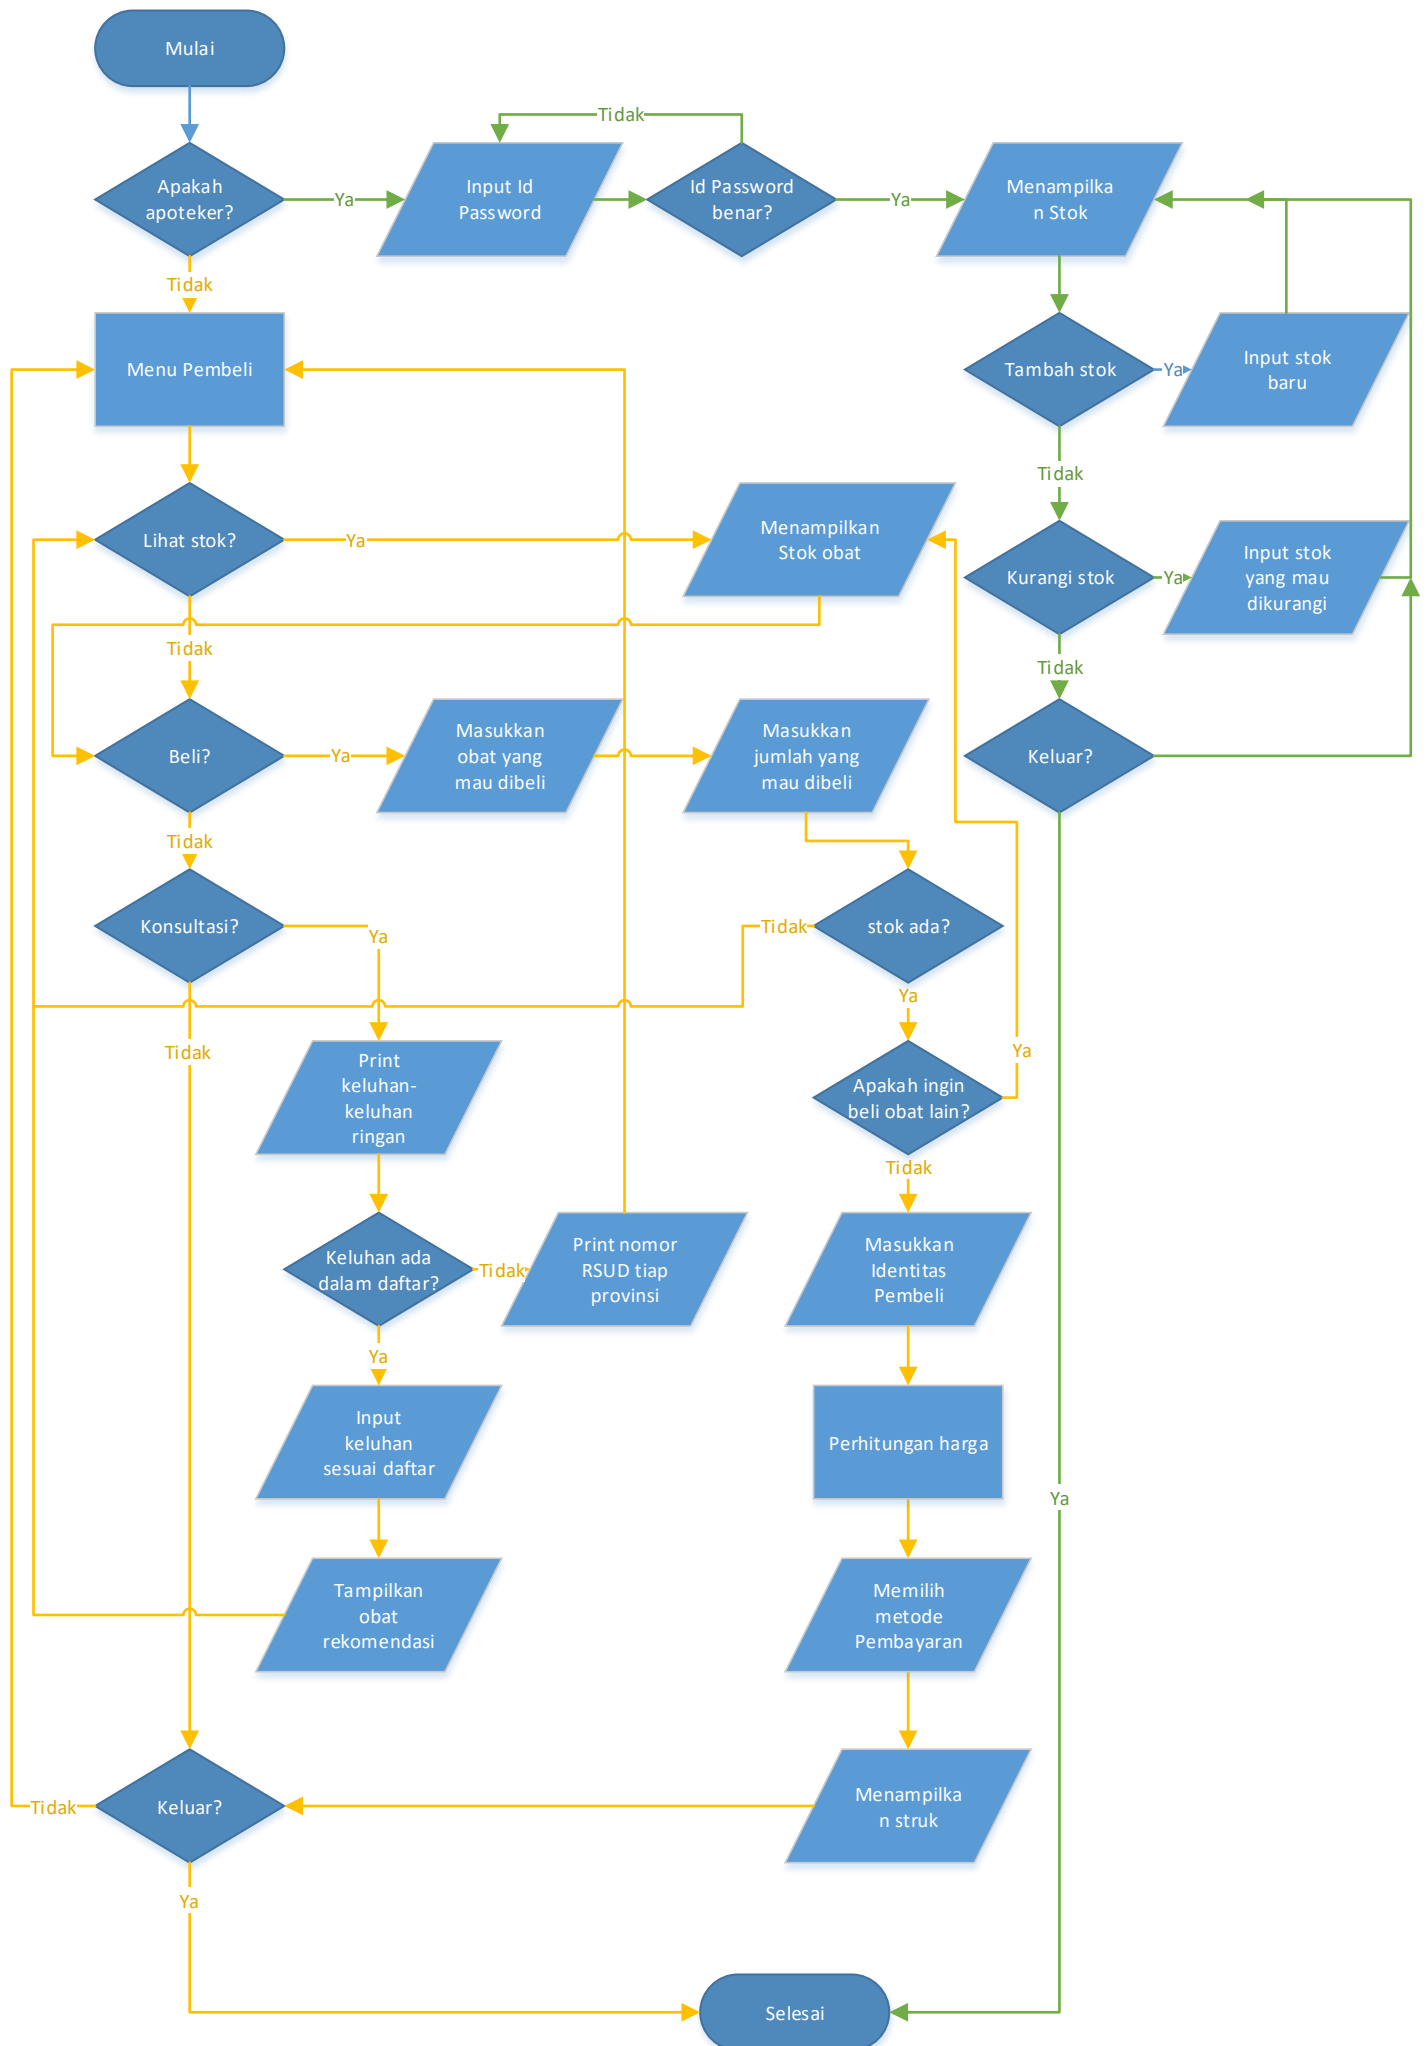 Mulai
Tidak
Apakah
apoteker?
Ya
Input Id
Password
Id Password
benar?
Ya
Menampilka
n Stok
Tidak
Menu Pembeli
Tambah stok
Ya
Input stok
baru
Tidak
Lihat stok?
Ya
Menampilkan
Stok obat
Kurangi stok
Ya
Input stok
yang mau
dikurangi
Tidak
Tidak
Beli?
Ya
Masukkan
obat yang
mau dibeli
Masukkan
jumlah yang
mau dibeli
Keluar?
Tidak
Konsultasi?
Ya
Tidak
stok ada?
Ya
Tidak
Ya
Print
keluhan-
keluhan
ringan
Apakah ingin
beli obat lain?
Tidak
Keluhan ada
dalam daftar?
Tidak
Print nomor
RSUD tiap
provinsi
Masukkan
Identitas
Pembeli
Ya
Input
keluhan
sesuai daftar
Perhitungan harga
Ya
Tampilkan
obat
rekomendasi
Memilih
metode
Pembayaran
Tidak
Keluar?
Menampilka
n struk
Ya
Selesai